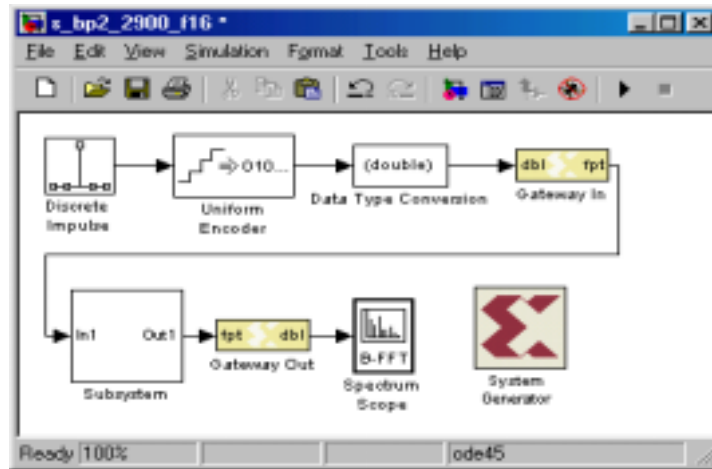 s_bp2_2900_f16 *
File Edit View Simulation Format Tools Help
010...
(double)
dbl fpt
Discrete
Impulse
Uniform
Encoder
Data Type Conversion
Gateway In
In1 Out1
fpt dbl
B-FFT
Subsystem
Gateway Out
Spectrum
Scope
System
Generator
Ready 100% ode45